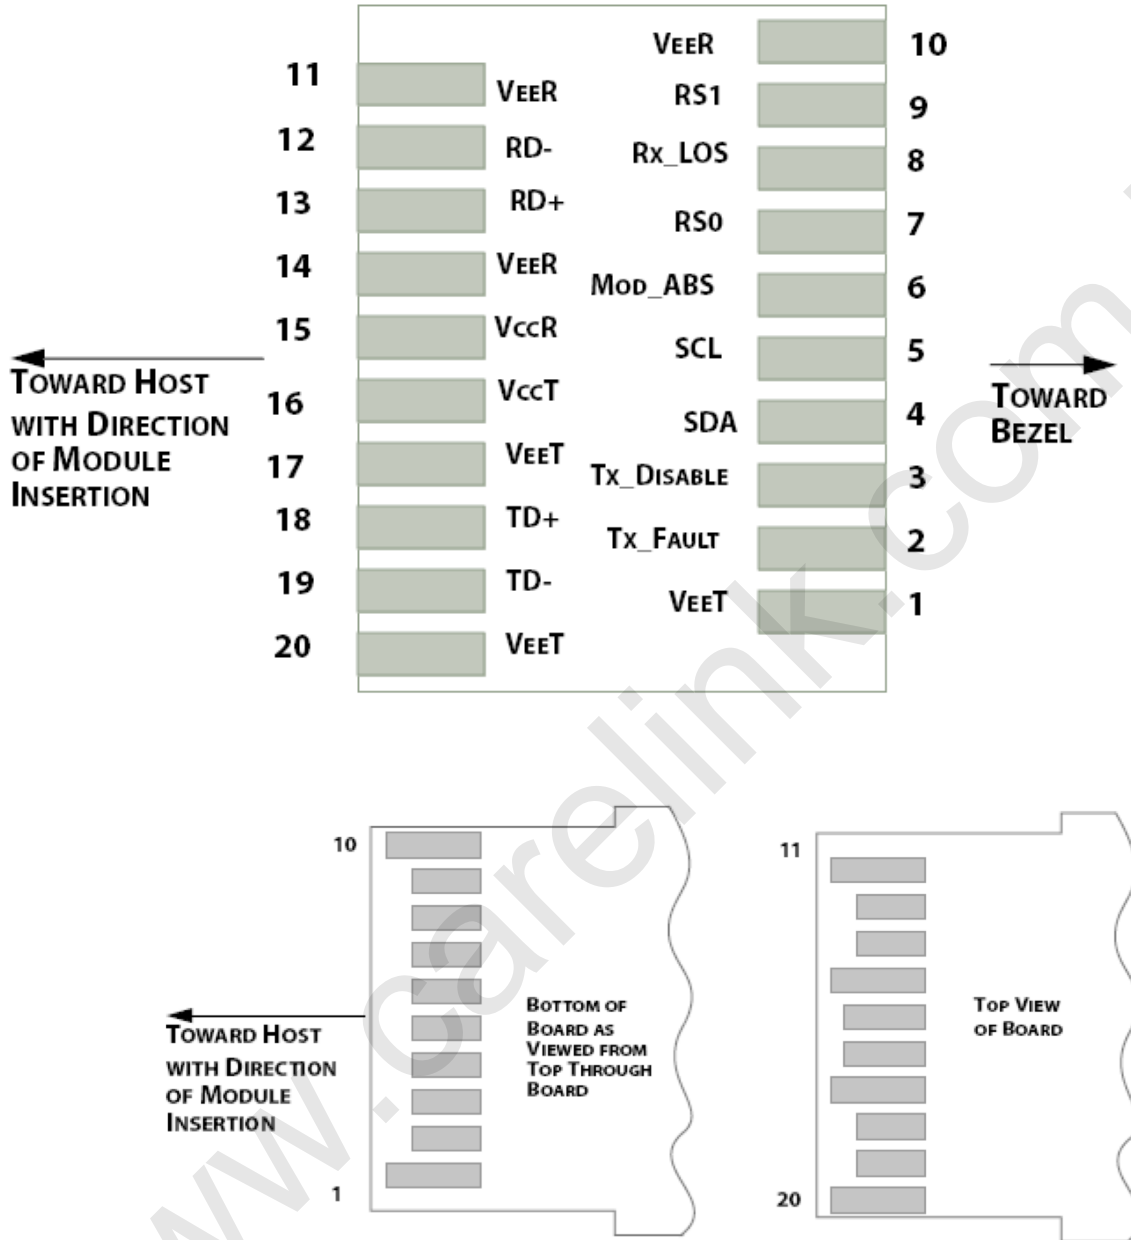 VEER 10
11 VEER
RS1 9
12 RD-
Rx_LOS 8
13 RD+
RS0 7
14 VEER
MOD_ABS 6
15 VccR
SCL 5
16 VccT
SDA 4
17 VEET
TX_DISABLE 3
18 TD+
TX_FAULT 2
19 TD-
VEET 1
20 VEET
TOWARD HOST
WITH DIRECTION
OF MODULE
INSERTION
TOWARD
BEZEL
10
1
TOWARD HOST
WITH DIRECTION
OF MODULE
INSERTION
BOTTOM OF
BOARD AS
VIEWED FROM
TOP THROUGH
BOARD
11
20
TOP VIEW
OF BOARD
www.carelink.com